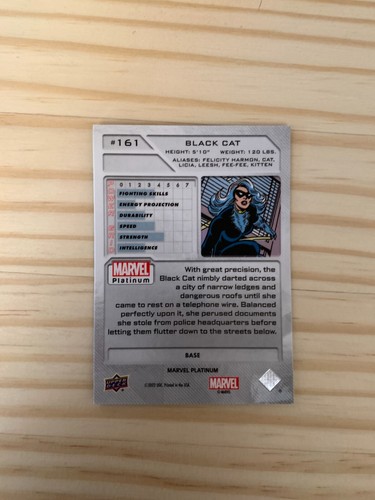 #161
BLACK CAT
HEIGHT: 5'10" WEIGHT: 120 LBS.
ALIASES: FELICITY HARMON, CAT,
LICIA, LEESH, FEE-FEE, KITTEN
0 1 2 3 4 5 6 7
FIGHTING SKILLS
ENERGY PROJECTION
DURABILITY
SPEED
STRENGTH
INTELLIGENCE
MARVEL
Platinum
With great precision, the
Black Cat nimbly darted across
a city of narrow ledges and
dangerous roofs until she
came to rest on a telephone wire. Balanced
perfectly upon it, she perused documents
she stole from police headquarters before
letting them flutter down to the streets below.
BASE
MARVEL PLATINUM
UPPER DECK
MARVEL
© MARVEL